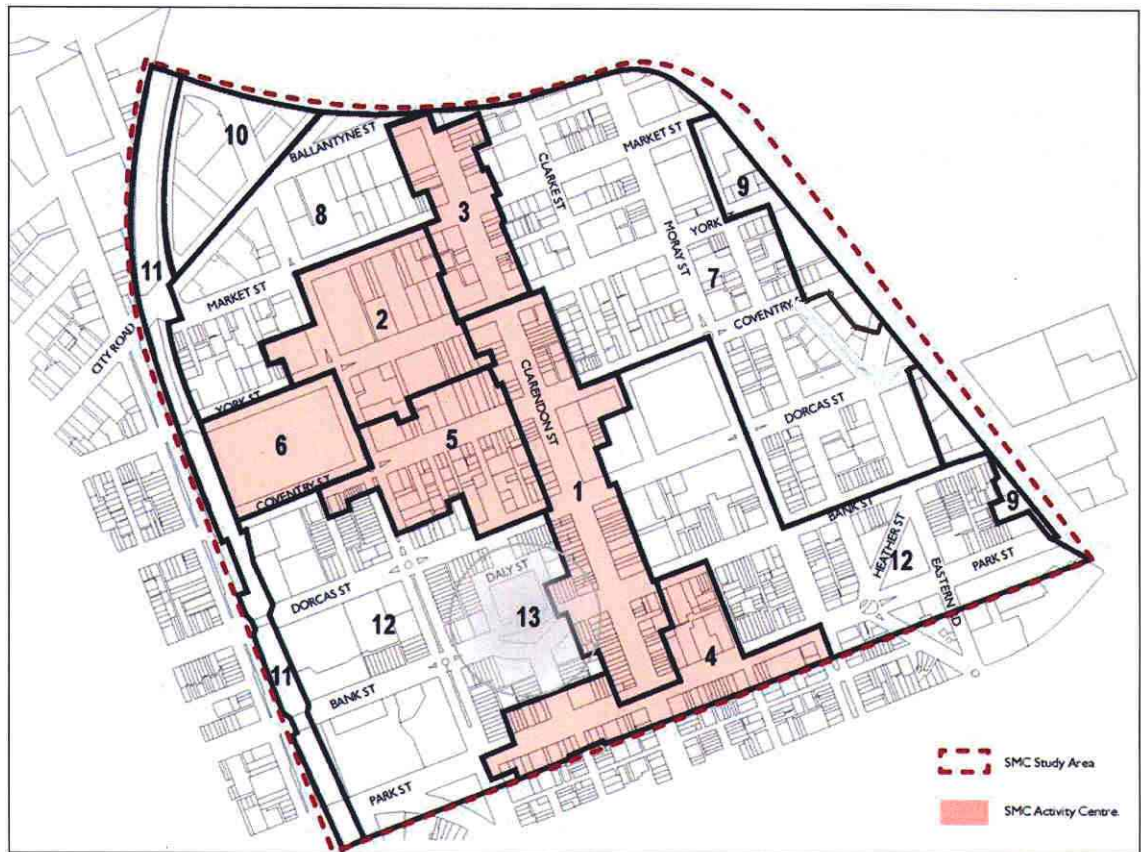 10
BALLANTYNE ST
8
3
CLARKE ST
MARKET ST
9
YORK
MORAY ST
7
COVENTRY
11
MARKET ST
2
CITY ROAD
YORK ST
CLARENDON ST
DORCAS ST
6
5
COVENTRY ST
1
BANK ST
HEATHER ST
9
12
PARK ST
EASTERN RD
DALY ST
DORCAS ST
12
13
4
11
BANK ST
PARK ST
SMC Study Area
SMC Activity Centre